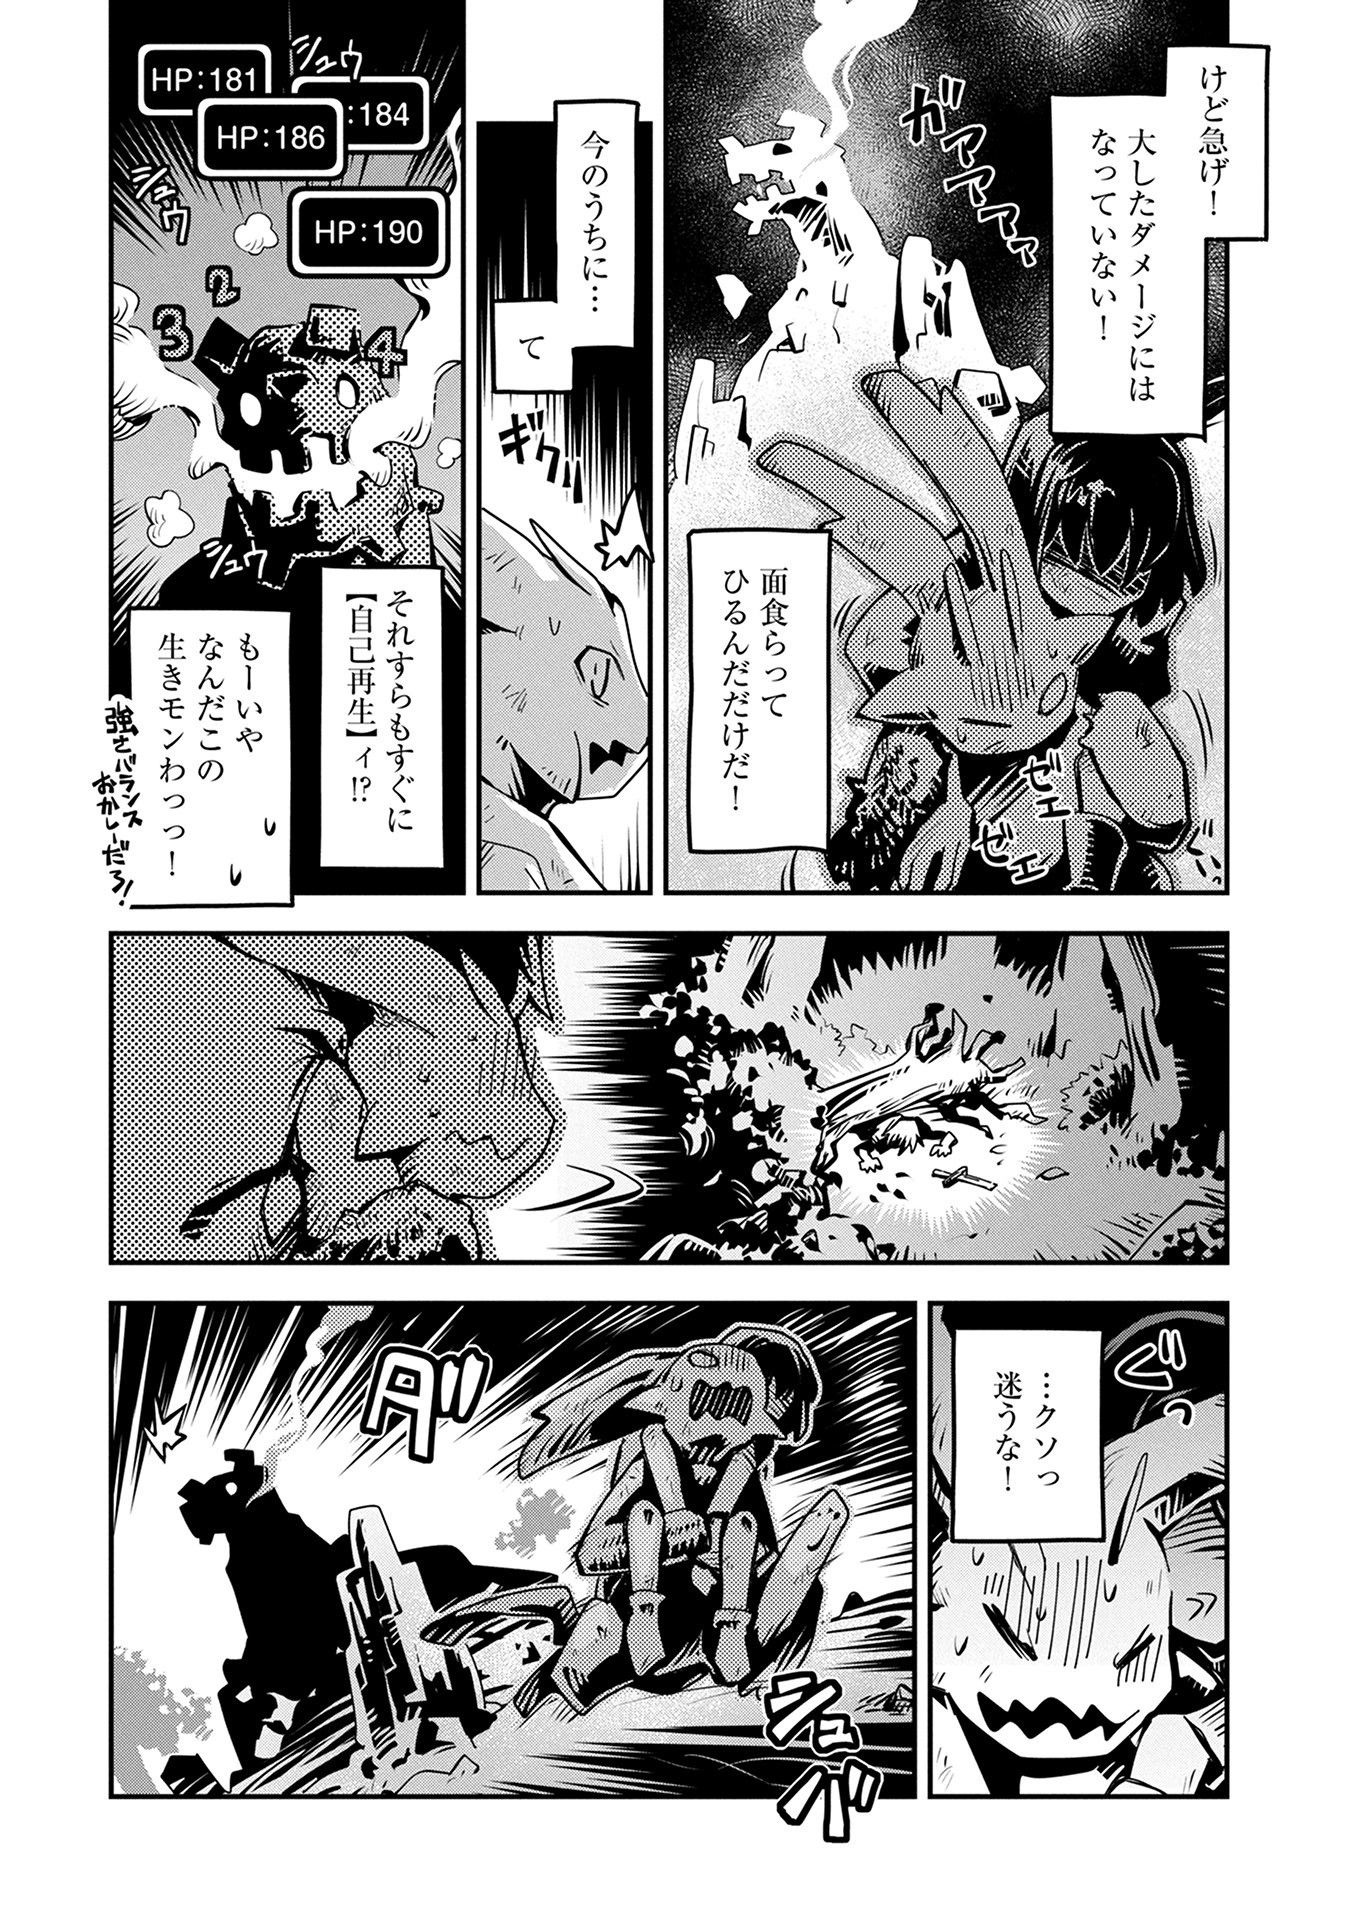 けど急げ！
大したダメージには
なっていない！
ガァァァァ
面食らって
ひるんだだけだ！
ゼェ
ゼェ
今のうちに…
て
ギクッ
シュウ
HP：181
:184
HP：186
HP：190
シュウ
2
3
4
シュウ
それすらもすぐに
【自己再生】ィ!?
もーいや
なんだこの
生きモンわっっ！
強さバランス
おかしーだろ！
ぐっ
…クソっ
迷うな！
ダッ
シュバ